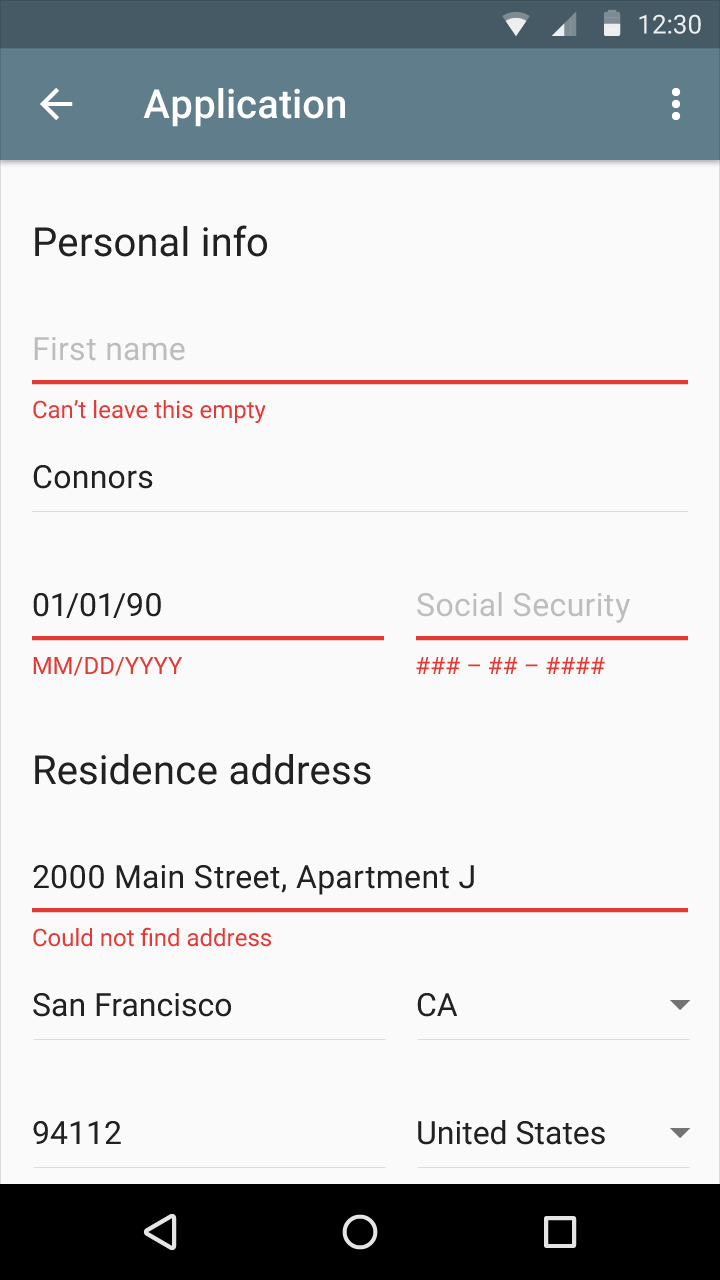 12:30
Application
Personal info
First name
Can’t leave this empty
Connors
01/01/90 Social Security
MM/DD/YYYY ### – ## – ####
Residence address
2000 Main Street, Apartment J
Could not find address
San Francisco CA
94112 United States